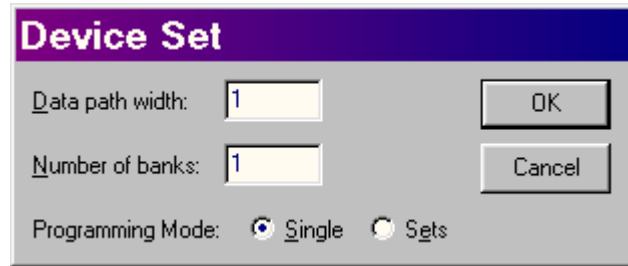 Device Set
Data path width: 1
OK
Number of banks: 1
Cancel
Programming Mode: Single Sets